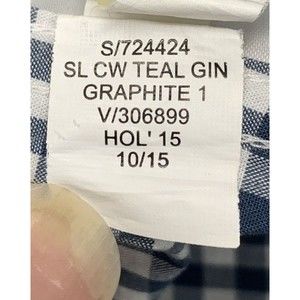 S/724424
SL CW TEAL GIN
GRAPHITE 1
V/306899
HOL' 15
10/15